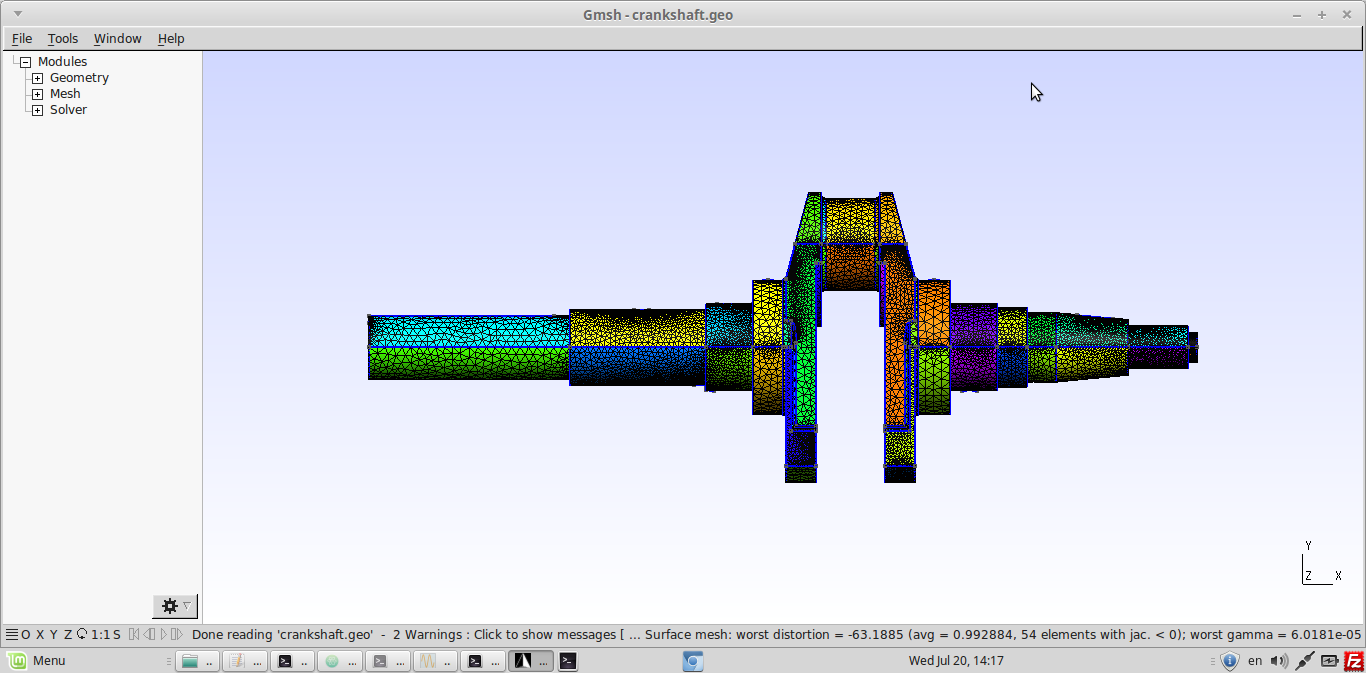 Gmsh - crankshaft.geo
File Tools Window Help
Modules
Geometry
Mesh
Solver
Y
Z X
O X Y Z 1:1 S Done reading 'crankshaft.geo' - 2 Warnings : Click to show messages [ ... Surface mesh: worst distortion = -63.1885 (avg = 0.992884, 54 elements with jac. < 0); worst gamma = 6.0181e-05
Menu .. ... .. ... ... .. ... ... Wed Jul 20, 14:17 en